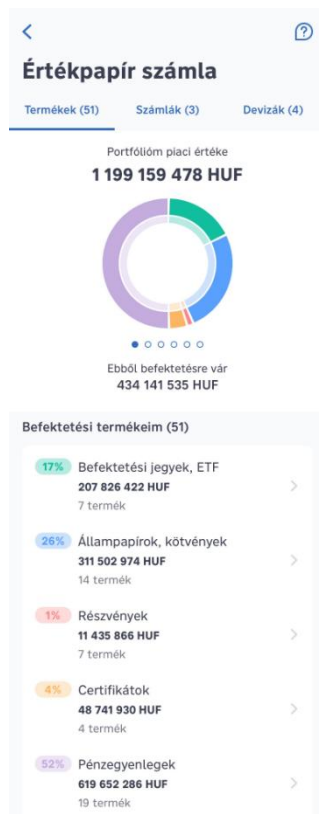 Értékpapír számla
Termékek (51) Számlák (3) Devizák (4)
Portfólióm piaci értéke
1 199 159 478 HUF
Ebből befektetésre vár
434 141 535 HUF
Befektetési termékeim (51)
17% Befektetési jegyek, ETF
207 826 422 HUF
7 termék
26% Állampapírok, kötvények
311 502 974 HUF
14 termék
1% Részvények
11 435 866 HUF
7 termék
4% Certifikátok
48 741 930 HUF
4 termék
52% Pénzegyenlegek
619 652 286 HUF
19 termék